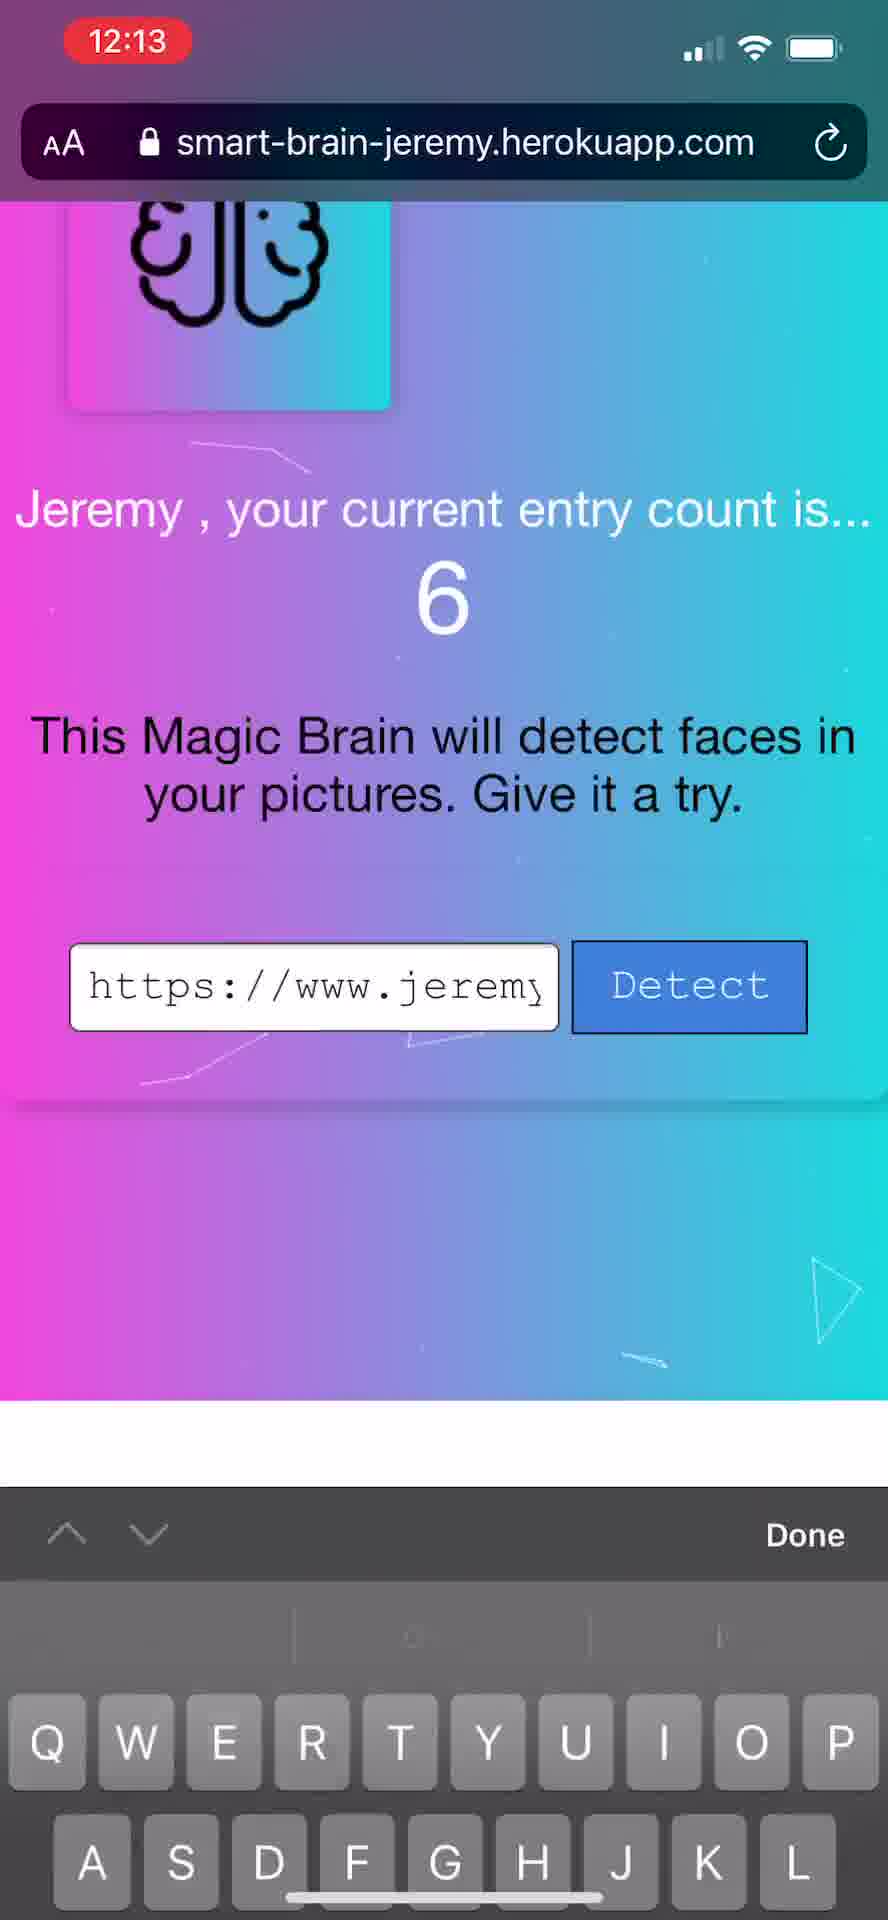 12:13
AA smart-brain-jeremy.herokuapp.com
Jeremy , your current entry count is...
6
This Magic Brain will detect faces in
your pictures. Give it a try.
https://www.jeremy Detect
Done
Q W E R T Y U I O P
A S D F G H J K L